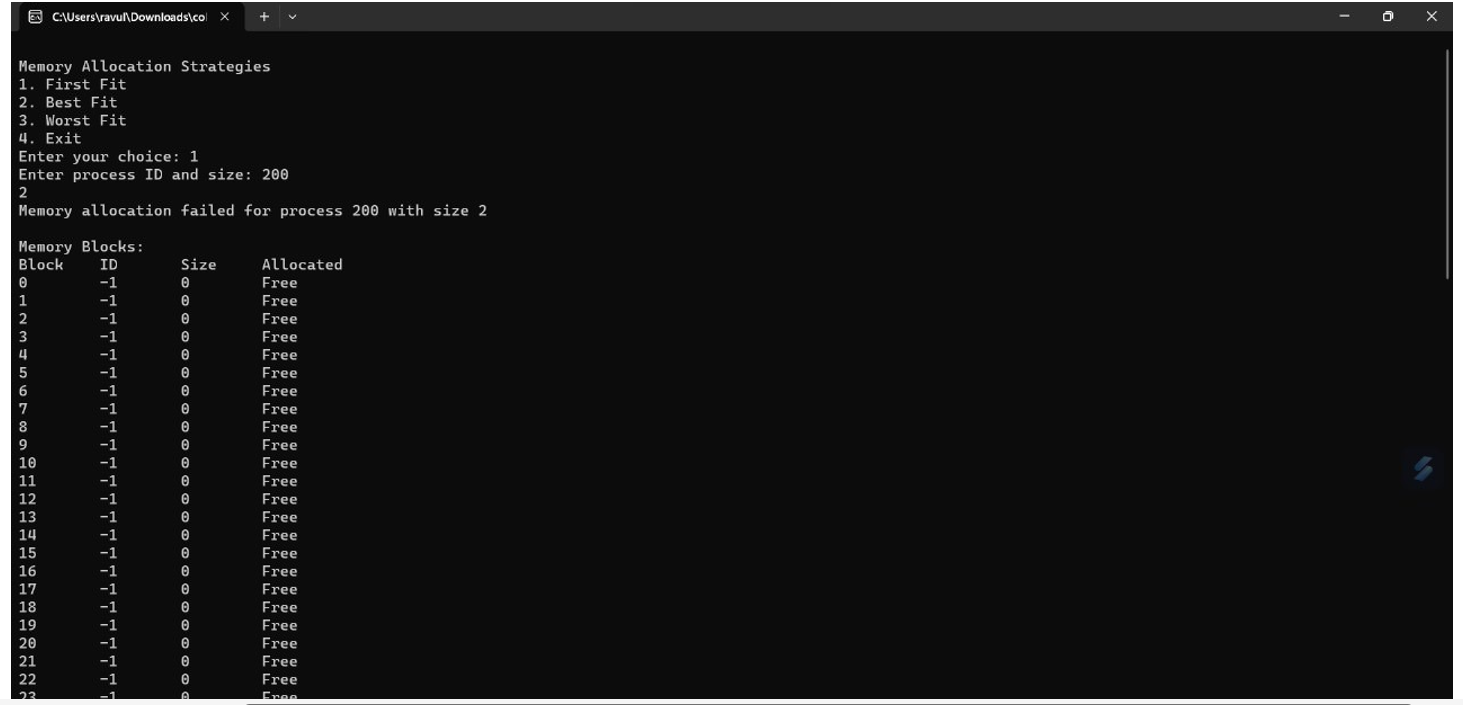 C:\Users\ravul\Downloads\col
Memory Allocation Strategies
1. First Fit
2. Best Fit
3. Worst Fit
4. Exit
Enter your choice: 1
Enter process ID and size: 200
2
Memory allocation failed for process 200 with size 2
Memory Blocks:
Block ID Size Allocated
0 -1 0 Free
1 -1 0 Free
2 -1 0 Free
3 -1 0 Free
4 -1 0 Free
5 -1 0 Free
6 -1 0 Free
7 -1 0 Free
8 -1 0 Free
9 -1 0 Free
10 -1 0 Free
11 -1 0 Free
12 -1 0 Free
13 -1 0 Free
14 -1 0 Free
15 -1 0 Free
16 -1 0 Free
17 -1 0 Free
18 -1 0 Free
19 -1 0 Free
20 -1 0 Free
21 -1 0 Free
22 -1 0 Free
23 -1 0 Free